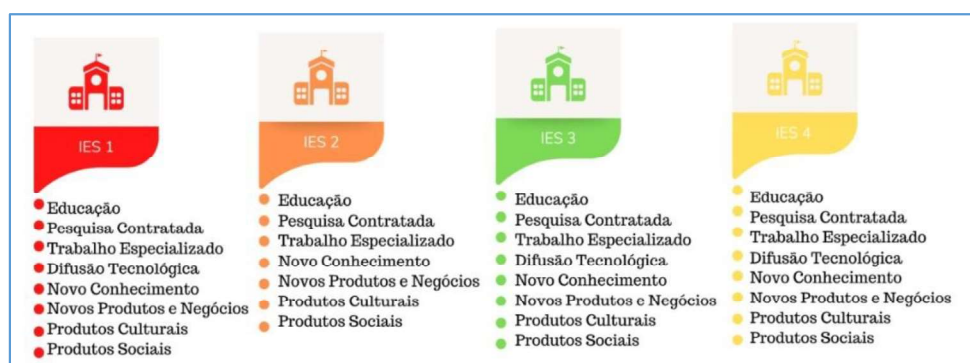 IES 1
Educação
Pesquisa Contratada
Trabalho Especializado
Difusão Tecnológica
Novo Conhecimento
Novos Produtos e Negócios
Produtos Culturais
Produtos Sociais
IES 2
Educação
Pesquisa Contratada
Trabalho Especializado
Novo Conhecimento
Novos Produtos e Negócios
Produtos Culturais
Produtos Sociais
IES 3
Educação
Pesquisa Contratada
Trabalho Especializado
Difusão Tecnológica
Novo Conhecimento
Novos Produtos e Negócios
Produtos Culturais
Produtos Sociais
IES 4
Educação
Pesquisa Contratada
Trabalho Especializado
Difusão Tecnológica
Novo Conhecimento
Novos Produtos e Negócios
Produtos Culturais
Produtos Sociais